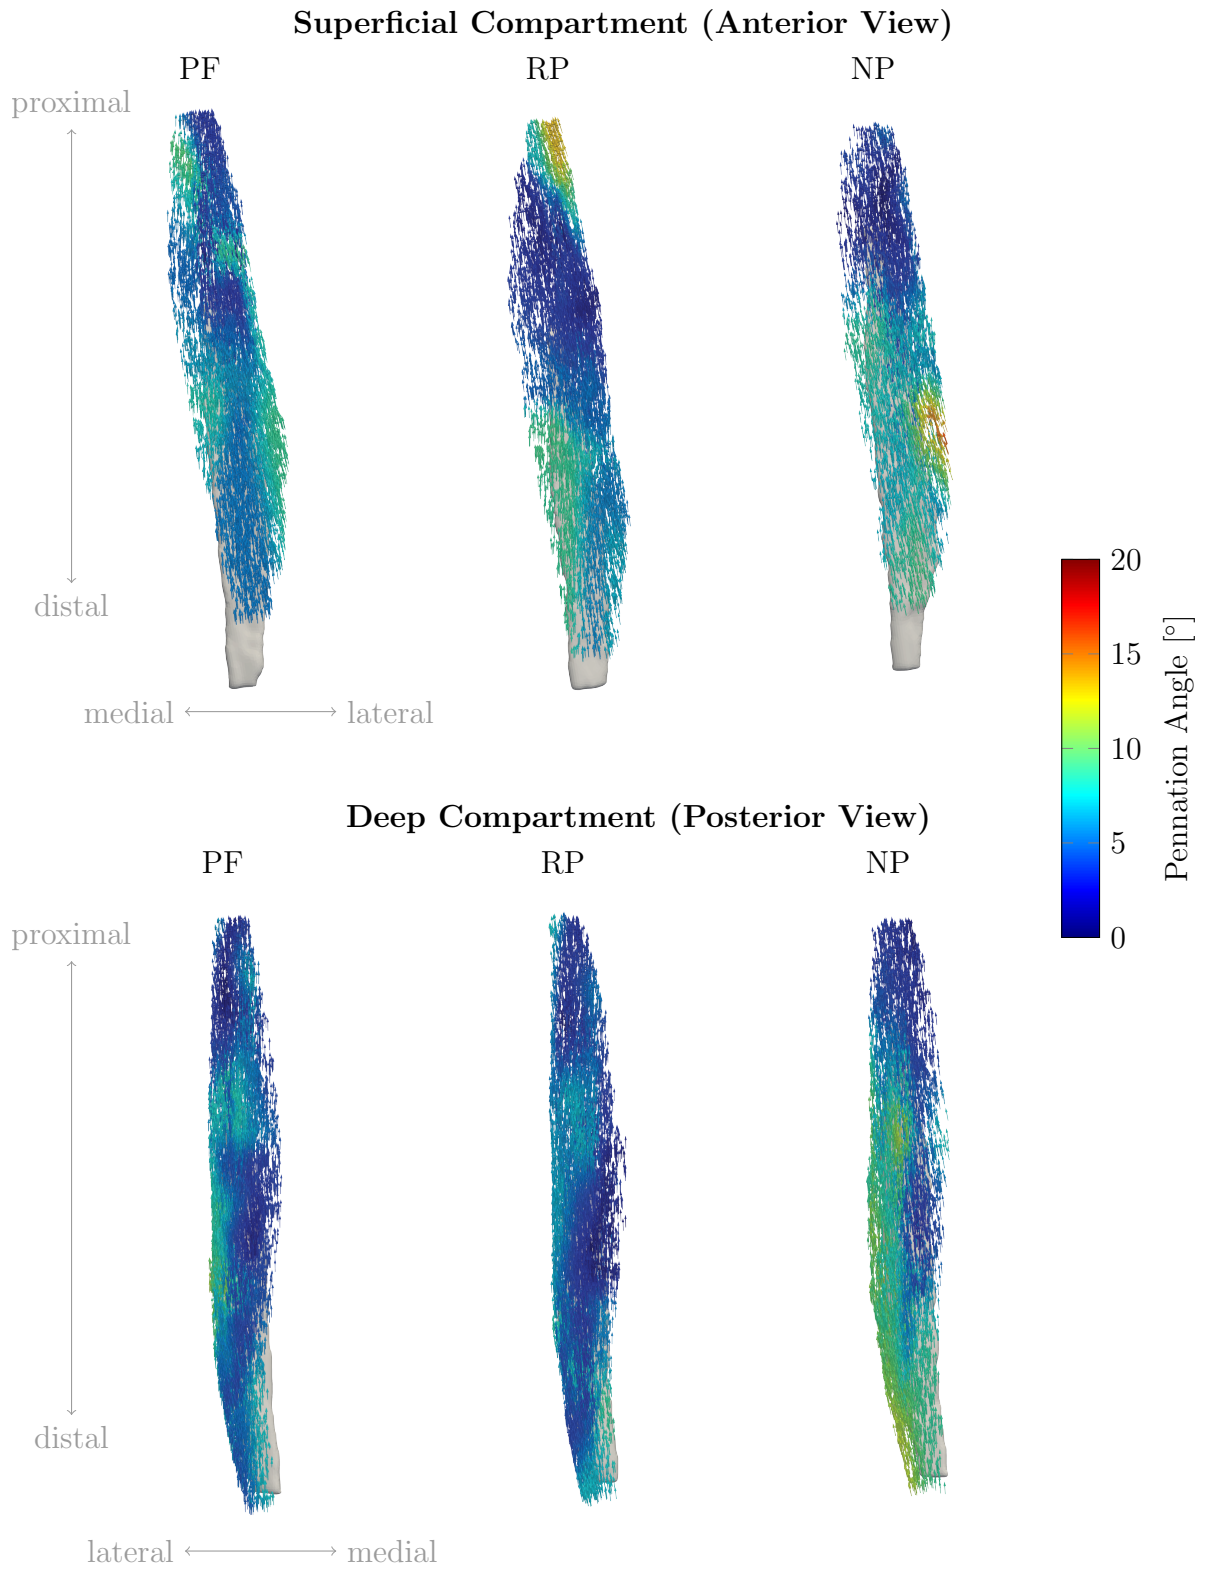 Superficial Compartment (Anterior View)
PF RP NP
proximal
distal
medial lateral
20
15
10
5
0
Pennation Angle [°]
Deep Compartment (Posterior View)
PF RP NP
proximal
distal
lateral medial